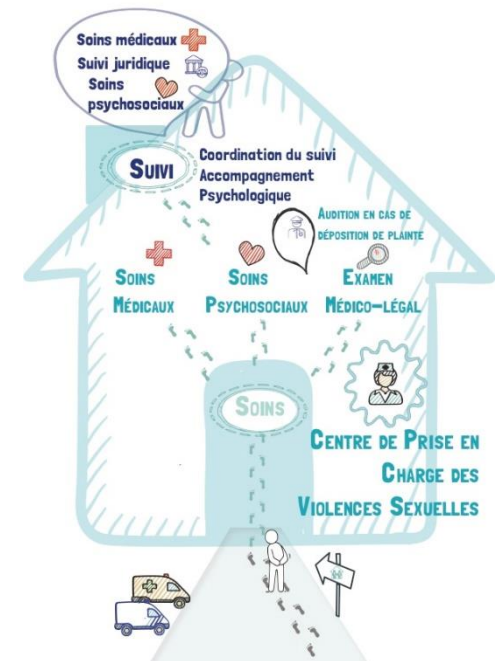 Soins médicaux
Suivi juridique
Soins
psychosociaux
SUIVI
Coordination du suivi
Accompagnement
Psychologique
AUDITION EN CAS DE
DÉPOSITION DE PLAINTE
SOINS
MÉDICAUX
SOINS
PSYCHOSOCIAUX
EXAMEN
MÉDICO-LÉGAL
SOINS
CENTRE DE PRISE EN
CHARGE DES
VIOLENCES SEXUELLES